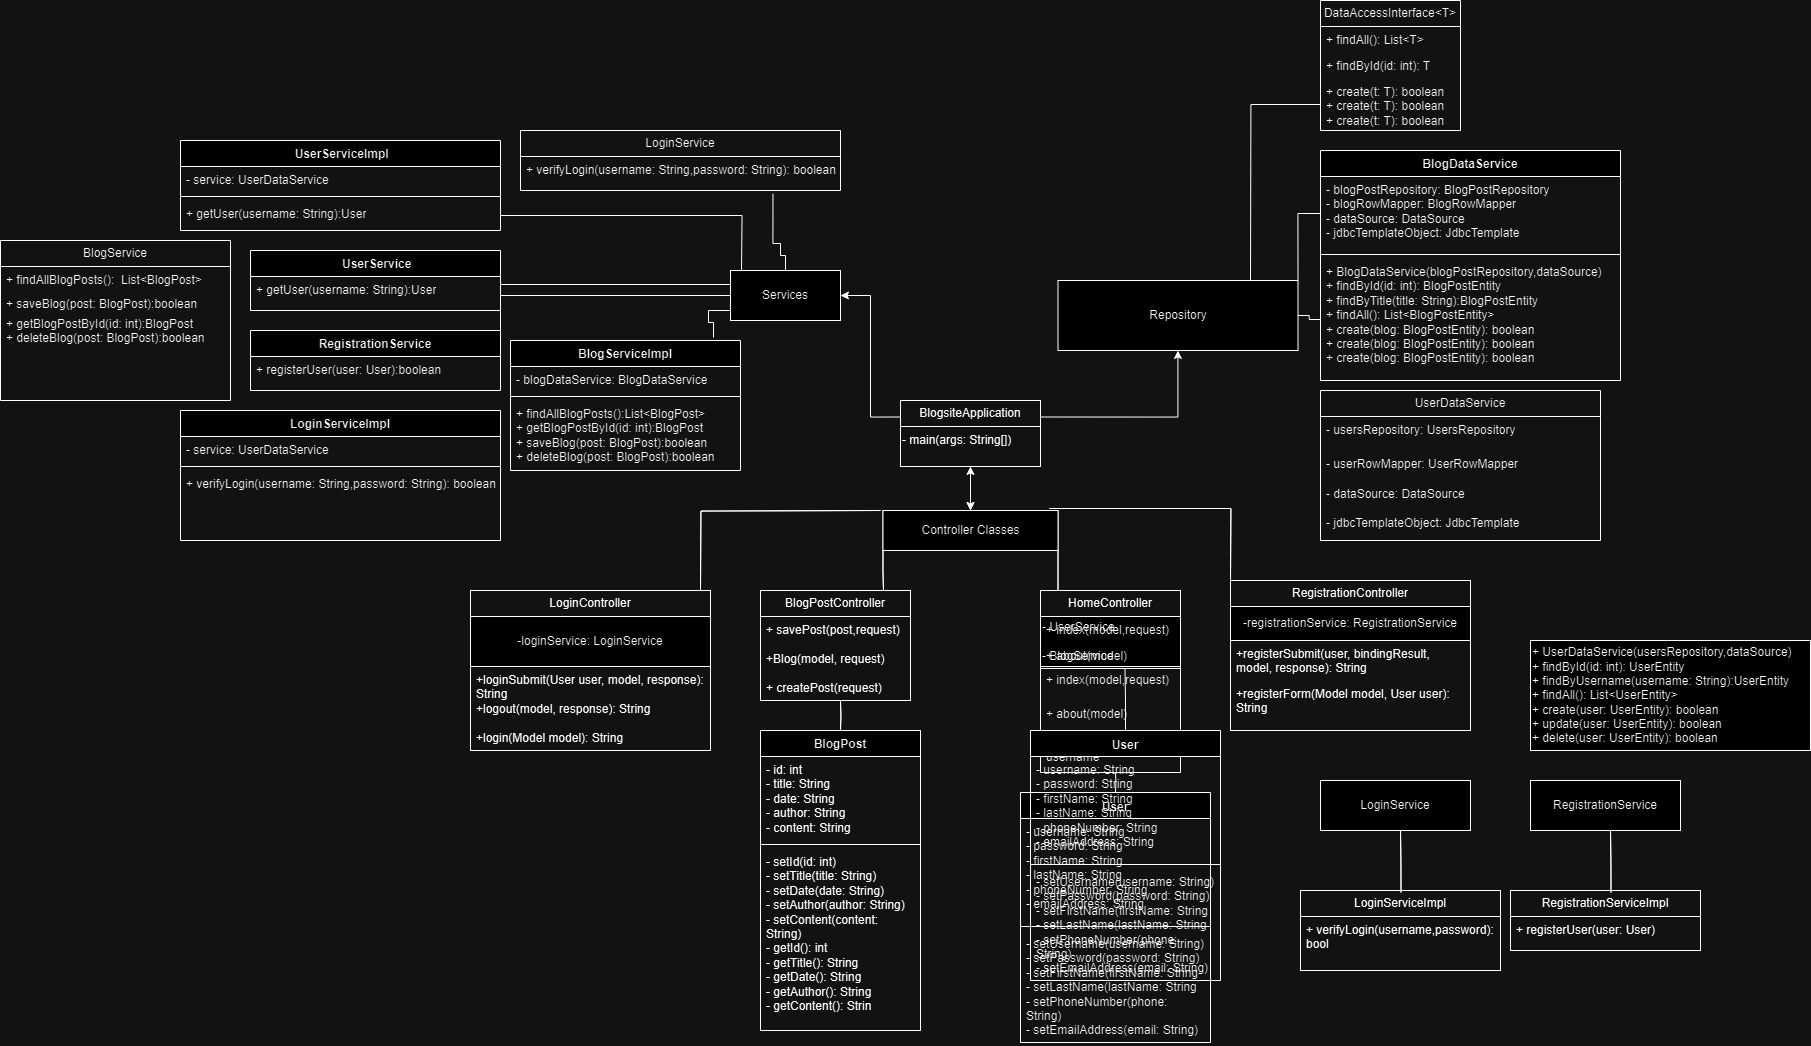 DataAccessInterface<T>
+ findAll(): List<T>
+ findById(id: int): T
+ create(t: T): boolean
+ create(t: T): boolean
+ create(t: T): boolean
LoginService
+ verifyLogin(username: String,password: String): boolean
UserServiceImpl
- service: UserDataService
+ getUser(username: String):User
BlogDataService
- blogPostRepository: BlogPostRepository
- blogRowMapper: BlogRowMapper
- dataSource: DataSource
- jdbcTemplateObject: JdbcTemplate
+ BlogDataService(blogPostRepository,dataSource)
+ findById(id: int): BlogPostEntity
+ findByTitle(title: String):BlogPostEntity
+ findAll(): List<BlogPostEntity>
+ create(blog: BlogPostEntity): boolean
+ create(blog: BlogPostEntity): boolean
+ create(blog: BlogPostEntity): boolean
BlogService
+ findAllBlogPosts():  List<BlogPost>
+ saveBlog(post: BlogPost):boolean
+ getBlogPostById(id: int):BlogPost
+ deleteBlog(post: BlogPost):boolean
UserService
+ getUser(username: String):User
Services
Repository
RegistrationService
+ registerUser(user: User):boolean
BlogServiceImpl
- blogDataService: BlogDataService
+ findAllBlogPosts():List<BlogPost>
+ getBlogPostById(id: int):BlogPost
+ saveBlog(post: BlogPost):boolean
+ deleteBlog(post: BlogPost):boolean
LoginServiceImpl
- service: UserDataService
+ verifyLogin(username: String,password: String): boolean
BlogsiteApplication
- main(args: String[])
UserDataService
- usersRepository: UsersRepository
- userRowMapper: UserRowMapper
- dataSource: DataSource
- jdbcTemplateObject: JdbcTemplate
Controller Classes
LoginController
-loginService: LoginService
+loginSubmit(User user, model, response):
String
+logout(model, response): String
+login(Model model): String
BlogPostController
+ savePost(post,request)
+Blog(model, request)
+ createPost(request)
HomeController
- UserService
+ index(model,request)
- BlogService
+ about(model)
+ index(model,request)
+ about(model)
username
RegistrationController
-registrationService: RegistrationService
+registerSubmit(user, bindingResult,
model, response): String
+registerForm(Model model, User user):
String
+ UserDataService(usersRepository,dataSource)
+ findById(int: id): UserEntity
+ findByUsername(username: String):UserEntity
+ findAll(): List<UserEntity>
+ create(user: UserEntity): boolean
+ update(user: UserEntity): boolean
+ delete(user: UserEntity): boolean
BlogPost
- id: int
- title: String
- date: String
- author: String
- content: String
- setId(id: int)
- setTitle(title: String)
- setDate(date: String)
- setAuthor(author: String)
- setContent(content:
String)
- getId(): int
- getTitle(): String
- getDate(): String
- getAuthor(): String
- getContent(): Strin
User
- username: String
- password: String
- firstName: String
- lastName: String
- phoneNumber: String
- emailAddress: String
- setUsername(username: String)
- setPassword(password: String)
- setFirstName(firstName: String
- setLastName(lastName: String
- setPhoneNumber(phone:
String)
- setEmailAddress(email: String)
User
- username: String
- password: String
- firstName: String
- lastName: String
- phoneNumber: String
- emailAddress: String
- setUsername(username: String)
- setPassword(password: String)
- setFirstName(firstName: String
- setLastName(lastName: String
- setPhoneNumber(phone:
String)
- setEmailAddress(email: String)
LoginService
RegistrationService
LoginServiceImpl
+ verifyLogin(username,password):
bool
RegistrationServiceImpl
+ registerUser(user: User)